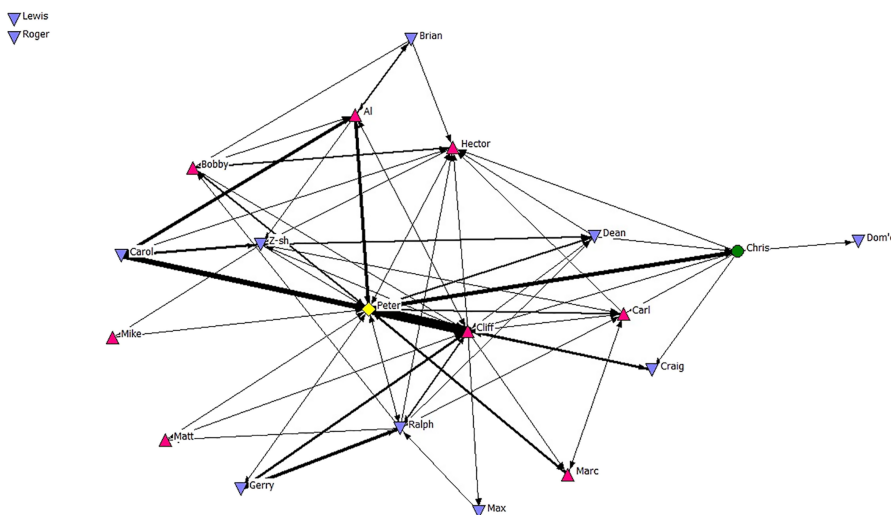 Lewis
Roger
Brian
Al
Hector
Bobby
Dean
Z-sh
Carol
Chris
Dom'
Peter
Carl
Cliff
Mike
Craig
Ralph
Matt
Marc
Gerry
Max